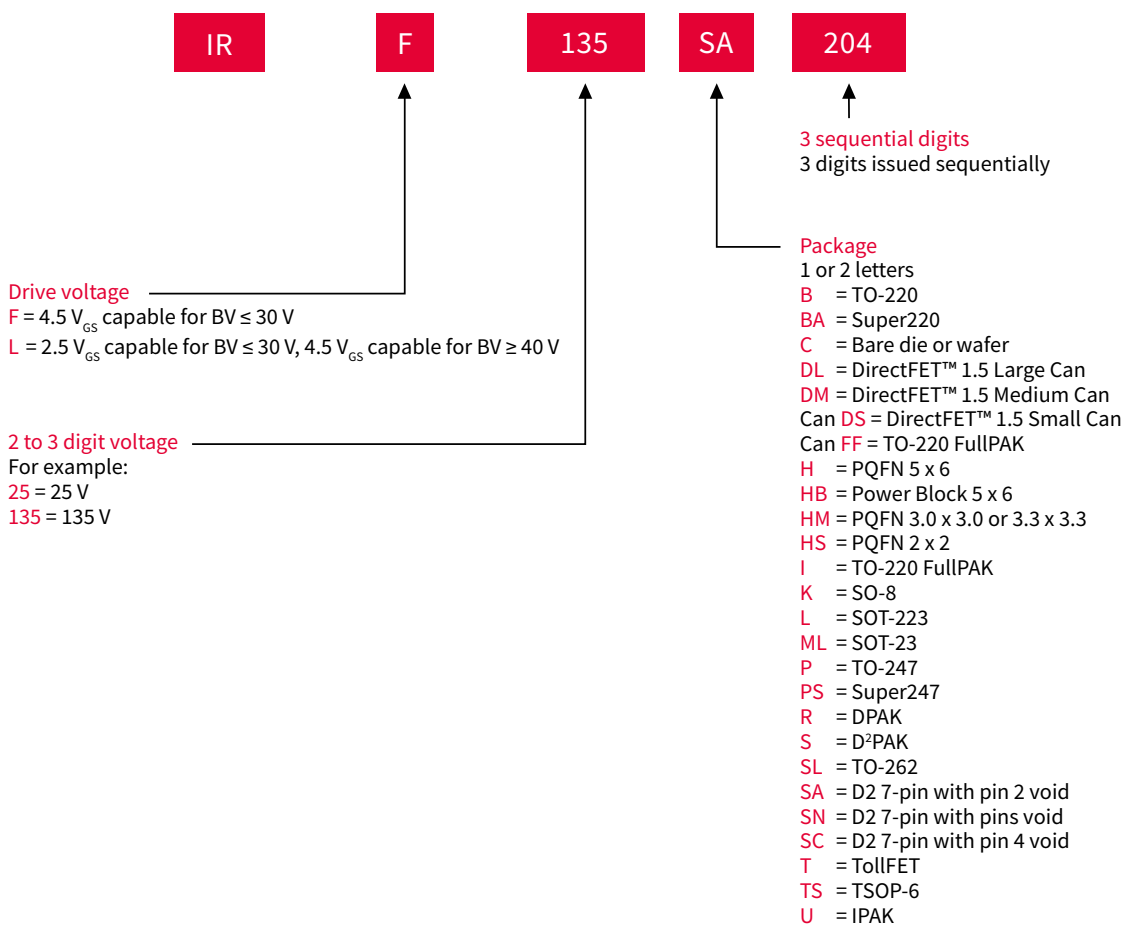 IR F 135 SA 204
3 sequential digits
3 digits issued sequentially
Drive voltage
F = 4.5 VGS capable for BV ≤ 30 V
L = 2.5 VGS capable for BV ≤ 30 V, 4.5 VGS capable for BV ≥ 40 V
2 to 3 digit voltage
For example:
25 = 25 V
135 = 135 V
Package
1 or 2 letters
B = TO-220
BA = Super220
C = Bare die or wafer
DL = DirectFET™ 1.5 Large Can
DM = DirectFET™ 1.5 Medium Can
Can DS = DirectFET™ 1.5 Small Can
Can FF = TO-220 FullPAK
H = PQFN 5 x 6
HB = Power Block 5 x 6
HM = PQFN 3.0 x 3.0 or 3.3 x 3.3
HS = PQFN 2 x 2
I = TO-220 FullPAK
K = SO-8
L = SOT-223
ML = SOT-23
P = TO-247
PS = Super247
R = DPAK
S = D²PAK
SL = TO-262
SA = D2 7-pin with pin 2 void
SN = D2 7-pin with pins void
SC = D2 7-pin with pin 4 void
T = TollFET
TS = TSOP-6
U = IPAK